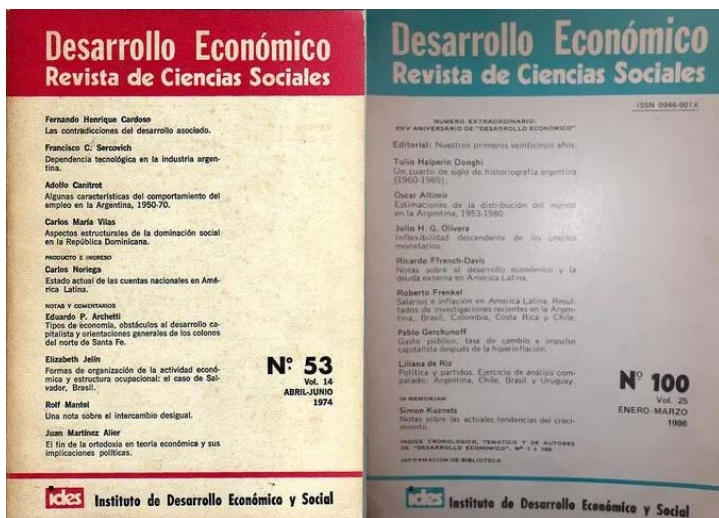 Desarrollo Económico
Revista de Ciencias Sociales
Fernando Henrique Cardoso
Las contradicciones del desarrollo asociado.
Francisco C. Sercovich
Dependencia tecnológica en la industria argen-
tina.
Adolfo Canitrot
Algunas características del comportamiento del
empleo en la Argentina, 1950-70.
Carlos María Vilas
Aspectos estructurales de la dominación social
en la República Dominicana.
PRODUCTO E INGRESO
Carlos Noriega
Estado actual de las cuentas nacionales en Amé-
rica Latina.
NOTAS Y COMENTARIOS
Eduardo P. Archetti
Tipos de economía, obstáculos al desarrollo ca-
pitalista y orientaciones generales de los colonos
del norte de Santa Fe.
Elizabeth Jelín
Formas de organización de la actividad econó-
mica y estructura ocupacional: el caso de Sal-
vador, Brasil.
Rolf Mantel
Una nota sobre el intercambio desigual.
Juan Martínez Alier
El fin de la ortodoxia en teoría económica y sus
implicaciones políticas.
Nº 53
Vol. 14
ABRIL-JUNIO
1974
ides Instituto de Desarrollo Económico y Social
Desarrollo Económico
Revista de Ciencias Sociales
ISSN 0046-001X
NUMERO EXTRAORDINARIO:
XXV ANIVERSARIO DE "DESARROLLO ECONOMICO"
Editorial: Nuestros primeros veinticinco años.
Tulio Halperin Donghi
Un cuarto de siglo de historiografía argentina
(1960-1985).
Oscar Altimir
Estimaciones de la distribución del ingreso
en la Argentina, 1953-1980.
Julio H. G. Olivera
Inflexibilidad descendente de los precios
monetarios.
Ricardo Ffrench-Davis
Notas sobre el desarrollo económico y la
deuda externa en América Latina.
Roberto Frenkel
Salarios e inflación en América Latina. Resul-
tados de investigaciones recientes en la Argen-
tina, Brasil, Colombia, Costa Rica y Chile.
Pablo Gerchunoff
Gasto público, tasa de cambio e impulso
capitalista después de la hiperinflación.
Liliana de Riz
Política y partidos. Ejercicio de análisis com-
parado: Argentina, Chile, Brasil y Uruguay.
IN MEMORIAM
Simon Kuznets
Notas sobre las actuales tendencias del creci-
miento.
INDICE CRONOLOGICO, TEMATICO Y DE AUTORES
DE "DESARROLLO ECONOMICO", Nº 1 a 100.
INFORMACION DE BIBLIOTECA
Nº 100
Vol. 25
ENERO-MARZO
1986
ides Instituto de Desarrollo Económico y Social